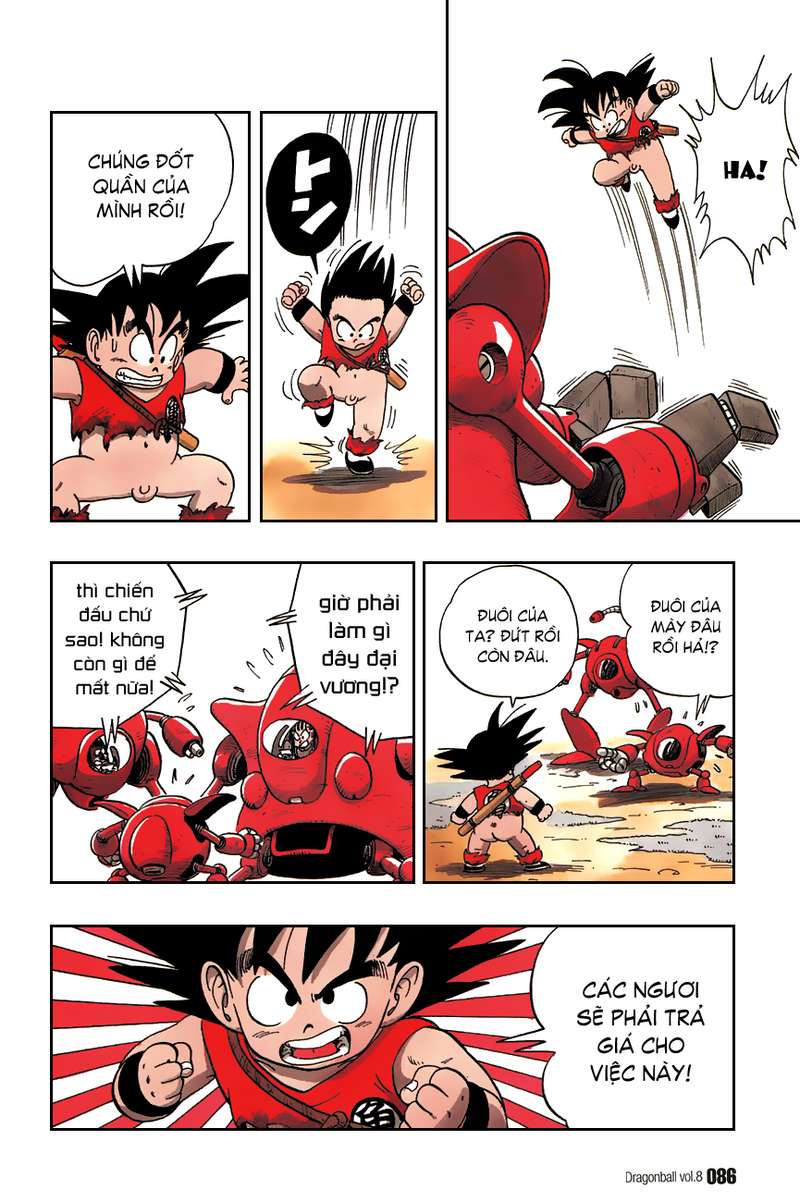 HA!
トン
CHÚNG ĐỐT
QUẦN CỦA
MÌNH RỒI!
ĐUÔI CỦA
MÀY ĐÂU
RỒI HẢ!?
ĐUÔI CỦA
TA? ĐỨT RỒI
CÒN ĐÂU.
giờ phải
làm gì
đây đại
vương!?
thì chiến
đấu chứ
sao! không
còn gì để
mất nữa!
CÁC NGƯƠI
SẼ PHẢI TRẢ
GIÁ CHO
VIỆC NÀY!
Dragonball vol.8 086